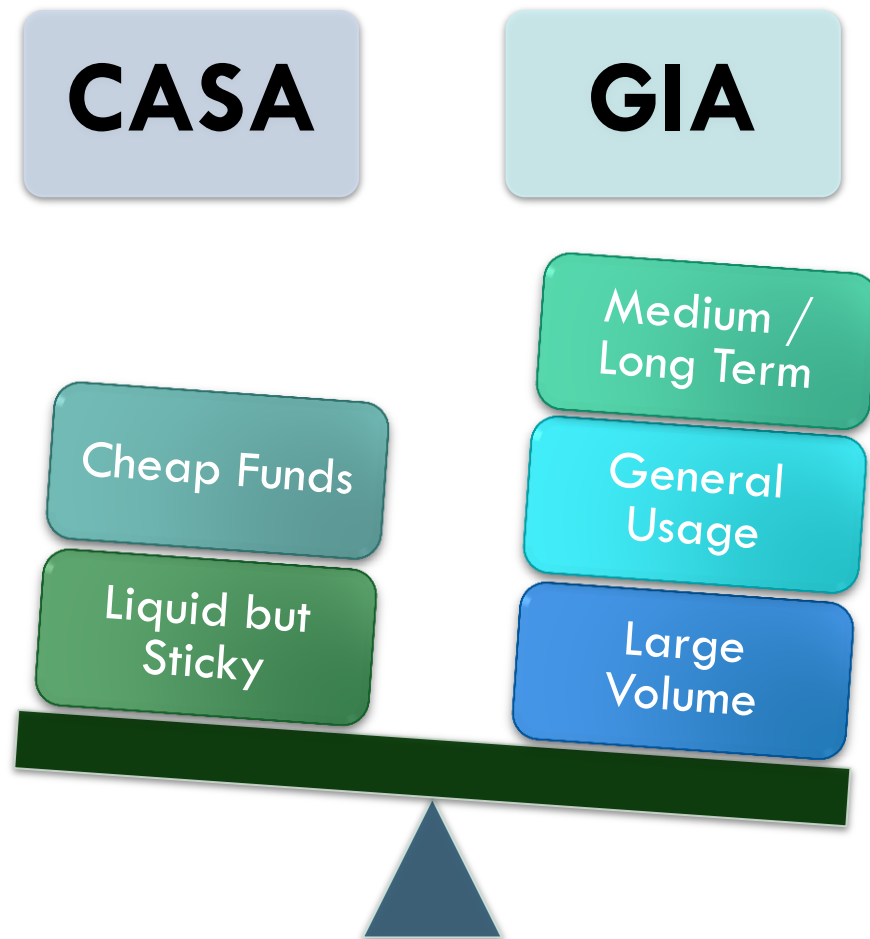 CASA
GIA
Cheap Funds
Liquid but
Sticky
Medium /
Long Term
General
Usage
Large
Volume